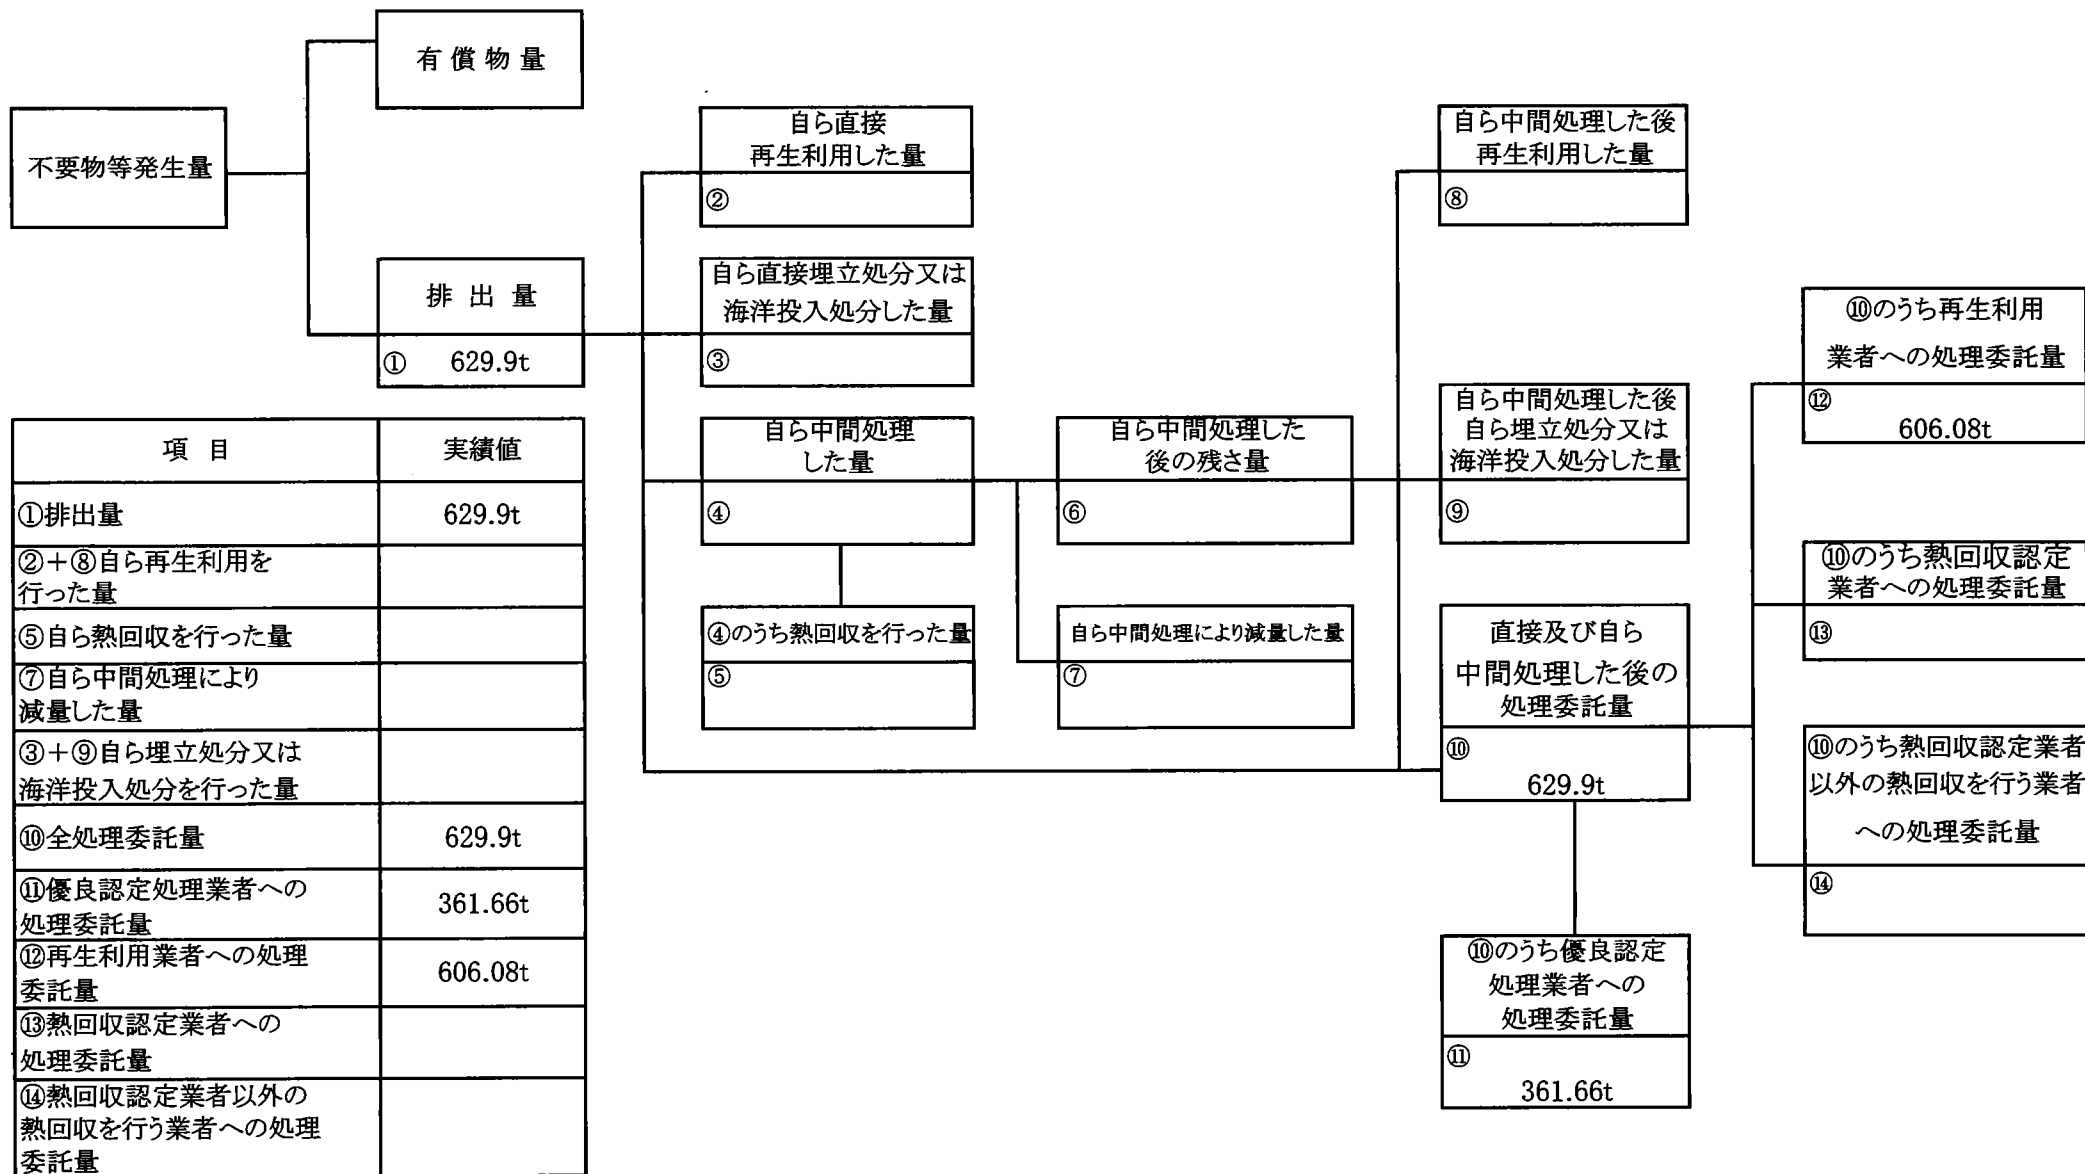 有償物量
不要物等発生量
排出量
① 629.9t
自ら直接
再生利用した量
②
自ら直接埋立処分又は
海洋投入処分した量
③
自ら中間処理
した量
④
④のうち熱回収を行った量
⑤
自ら中間処理した
後の残さ量
⑥
自ら中間処理により減量した量
⑦
自ら中間処理した後
再生利用した量
⑧
自ら中間処理した後
自ら埋立処分又は
海洋投入処分した量
⑨
直接及び自ら
中間処理した後の
処理委託量
⑩
629.9t
⑩のうち優良認定
処理業者への
処理委託量
⑪
361.66t
⑩のうち再生利用
業者への処理委託量
⑫
606.08t
⑩のうち熱回収認定
業者への処理委託量
⑬
⑩のうち熱回収認定業者
以外の熱回収を行う業者
への処理委託量
⑭
項目 実績値
①排出量 629.9t
②+⑧自ら再生利用を
行った量
⑤自ら熱回収を行った量
⑦自ら中間処理により
減量した量
③+⑨自ら埋立処分又は
海洋投入処分を行った量
⑩全処理委託量 629.9t
⑪優良認定処理業者への
処理委託量 361.66t
⑫再生利用業者への処理
委託量 606.08t
⑬熱回収認定業者への
処理委託量
⑭熱回収認定業者以外の
熱回収を行う業者への処理
委託量